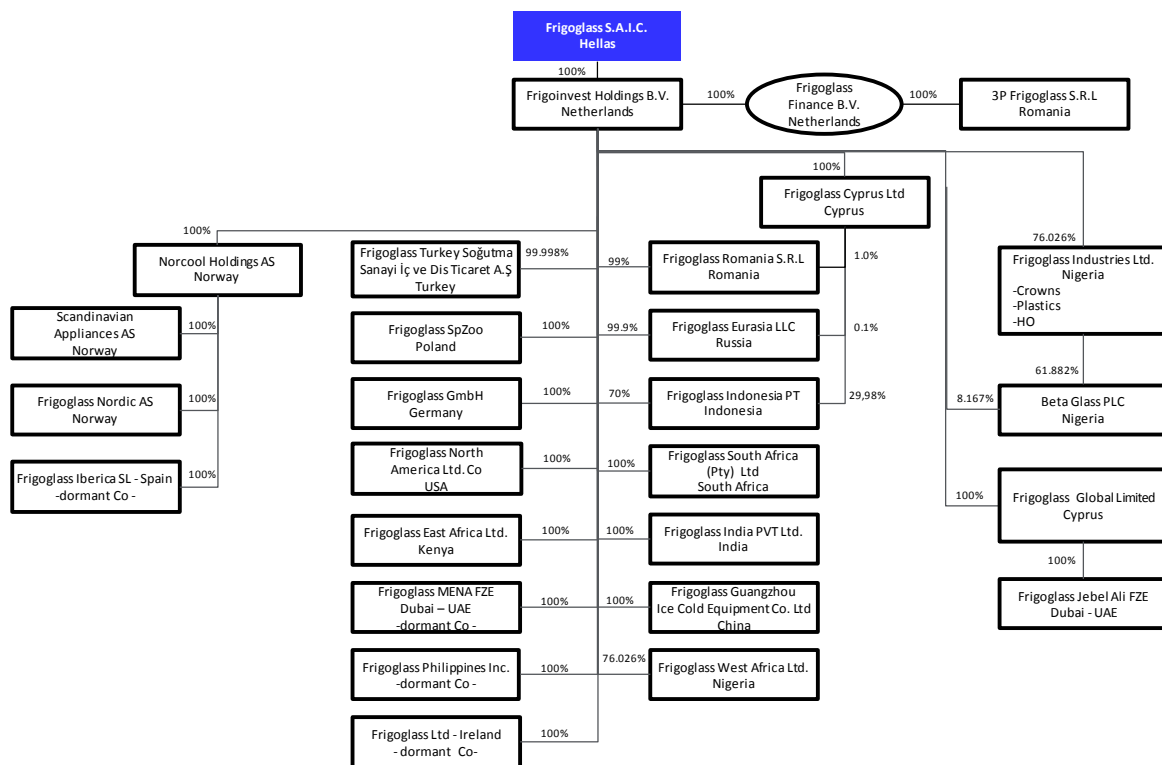 Frigoglass S.A.I.C.
Hellas
100%
Frigoinvest Holdings B.V.
Netherlands
100%
Frigoglass
Finance B.V.
Netherlands
100%
3P Frigoglass S.R.L
Romania
100%
Frigoglass Cyprus Ltd
Cyprus
100%
Norcool Holdings AS
Norway
Scandinavian
Appliances AS
Norway
100%
Frigoglass Nordic AS
Norway
100%
Frigoglass Iberica SL - Spain
-dormant Co -
100%
Frigoglass Turkey Soğutma
Sanayi İç ve Dis Ticaret A.Ş
Turkey
99.998%
Frigoglass SpZoo
Poland
100%
Frigoglass GmbH
Germany
100%
Frigoglass North
America Ltd. Co
USA
100%
Frigoglass East Africa Ltd.
Kenya
100%
Frigoglass MENA FZE
Dubai – UAE
-dormant Co -
100%
Frigoglass Philippines Inc.
-dormant Co -
100%
Frigoglass Ltd - Ireland
- dormant Co-
100%
99%
Frigoglass Romania S.R.L
Romania
1.0%
99.9%
Frigoglass Eurasia LLC
Russia
0.1%
70%
Frigoglass Indonesia PT
Indonesia
29,98%
100%
Frigoglass South Africa
(Pty) Ltd
South Africa
100%
Frigoglass India PVT Ltd.
India
100%
Frigoglass Guangzhou
Ice Cold Equipment Co. Ltd
China
76.026%
Frigoglass West Africa Ltd.
Nigeria
76.026%
Frigoglass Industries Ltd.
Nigeria
-Crowns
-Plastics
-HO
61.882%
8.167%
Beta Glass PLC
Nigeria
100%
Frigoglass Global Limited
Cyprus
100%
Frigoglass Jebel Ali FZE
Dubai - UAE